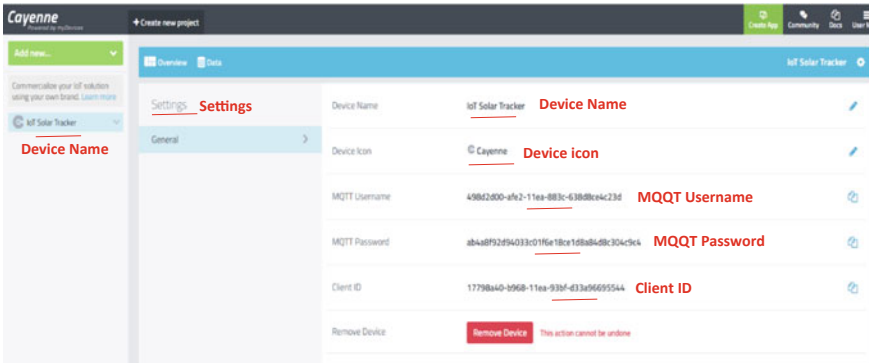 Cayenne
Powered by myDevices
+ Create new project
Create App
Community
Docs
User M
Add new...
Overview
Data
IoT Solar Tracker
Commercialize your IoT solution
using your own brand. Learn more
IoT Solar Tracker
Device Name
Settings
Settings
General
Device Name
IoT Solar Tracker
Device Name
Device Icon
Cayenne
Device icon
MQTT Username
498d2d00-afe2-11ea-883c-638d8ce4c23d
MQQT Username
MQTT Password
ab4a8f92d94033c01f6e18ce1d8a84d8c304c9c4
MQQT Password
Client ID
17798a40-b968-11ea-93bf-d33a96695544
Client ID
Remove Device
Remove Device
This action cannot be undone